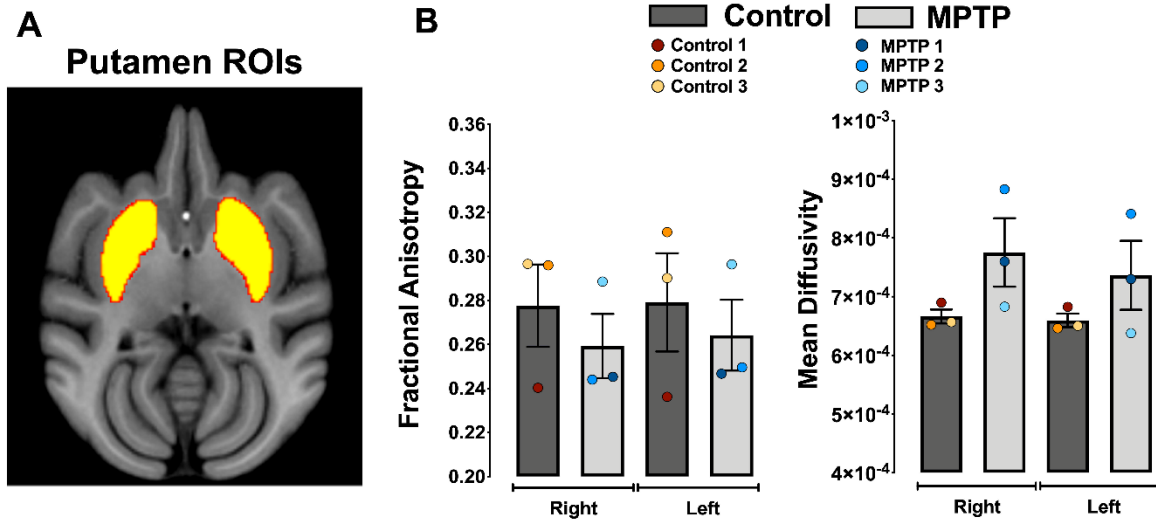 A
Putamen ROIs
B
Control MPTP
Control 1 MPTP 1
Control 2 MPTP 2
Control 3 MPTP 3
Fractional Anisotropy
0.36
0.34
0.32
0.30
0.28
0.26
0.24
0.22
0.20
Right Left
Mean Diffusivity
1×10⁻³
9×10⁻⁴
8×10⁻⁴
7×10⁻⁴
6×10⁻⁴
5×10⁻⁴
4×10⁻⁴
Right Left